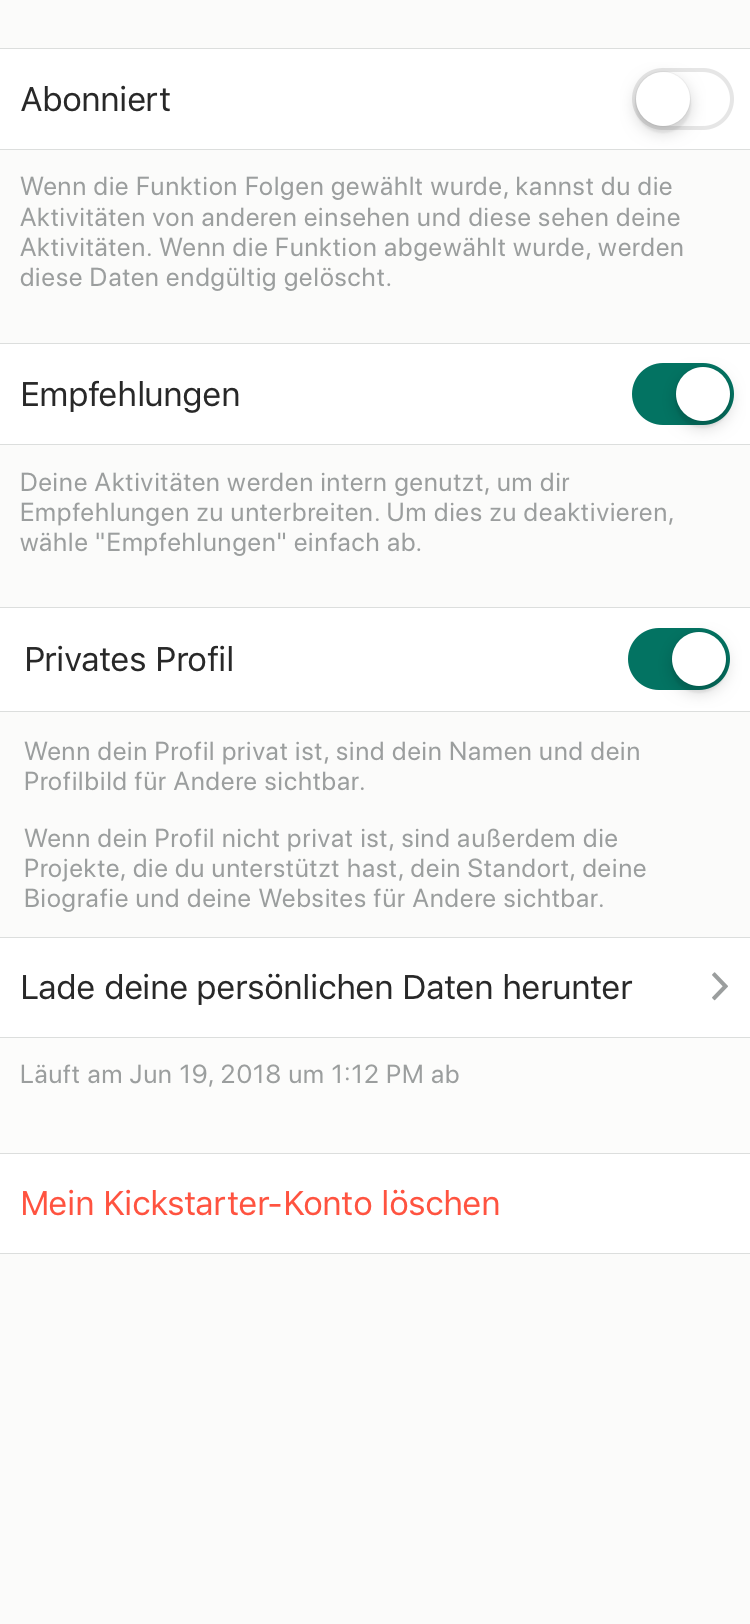 Abonniert
Wenn die Funktion Folgen gewählt wurde, kannst du die
Aktivitäten von anderen einsehen und diese sehen deine
Aktivitäten. Wenn die Funktion abgewählt wurde, werden
diese Daten endgültig gelöscht.
Empfehlungen
Deine Aktivitäten werden intern genutzt, um dir
Empfehlungen zu unterbreiten. Um dies zu deaktivieren,
wähle "Empfehlungen" einfach ab.
Privates Profil
Wenn dein Profil privat ist, sind dein Namen und dein
Profilbild für Andere sichtbar.
Wenn dein Profil nicht privat ist, sind außerdem die
Projekte, die du unterstützt hast, dein Standort, deine
Biografie und deine Websites für Andere sichtbar.
Lade deine persönlichen Daten herunter
Läuft am Jun 19, 2018 um 1:12 PM ab
Mein Kickstarter-Konto löschen